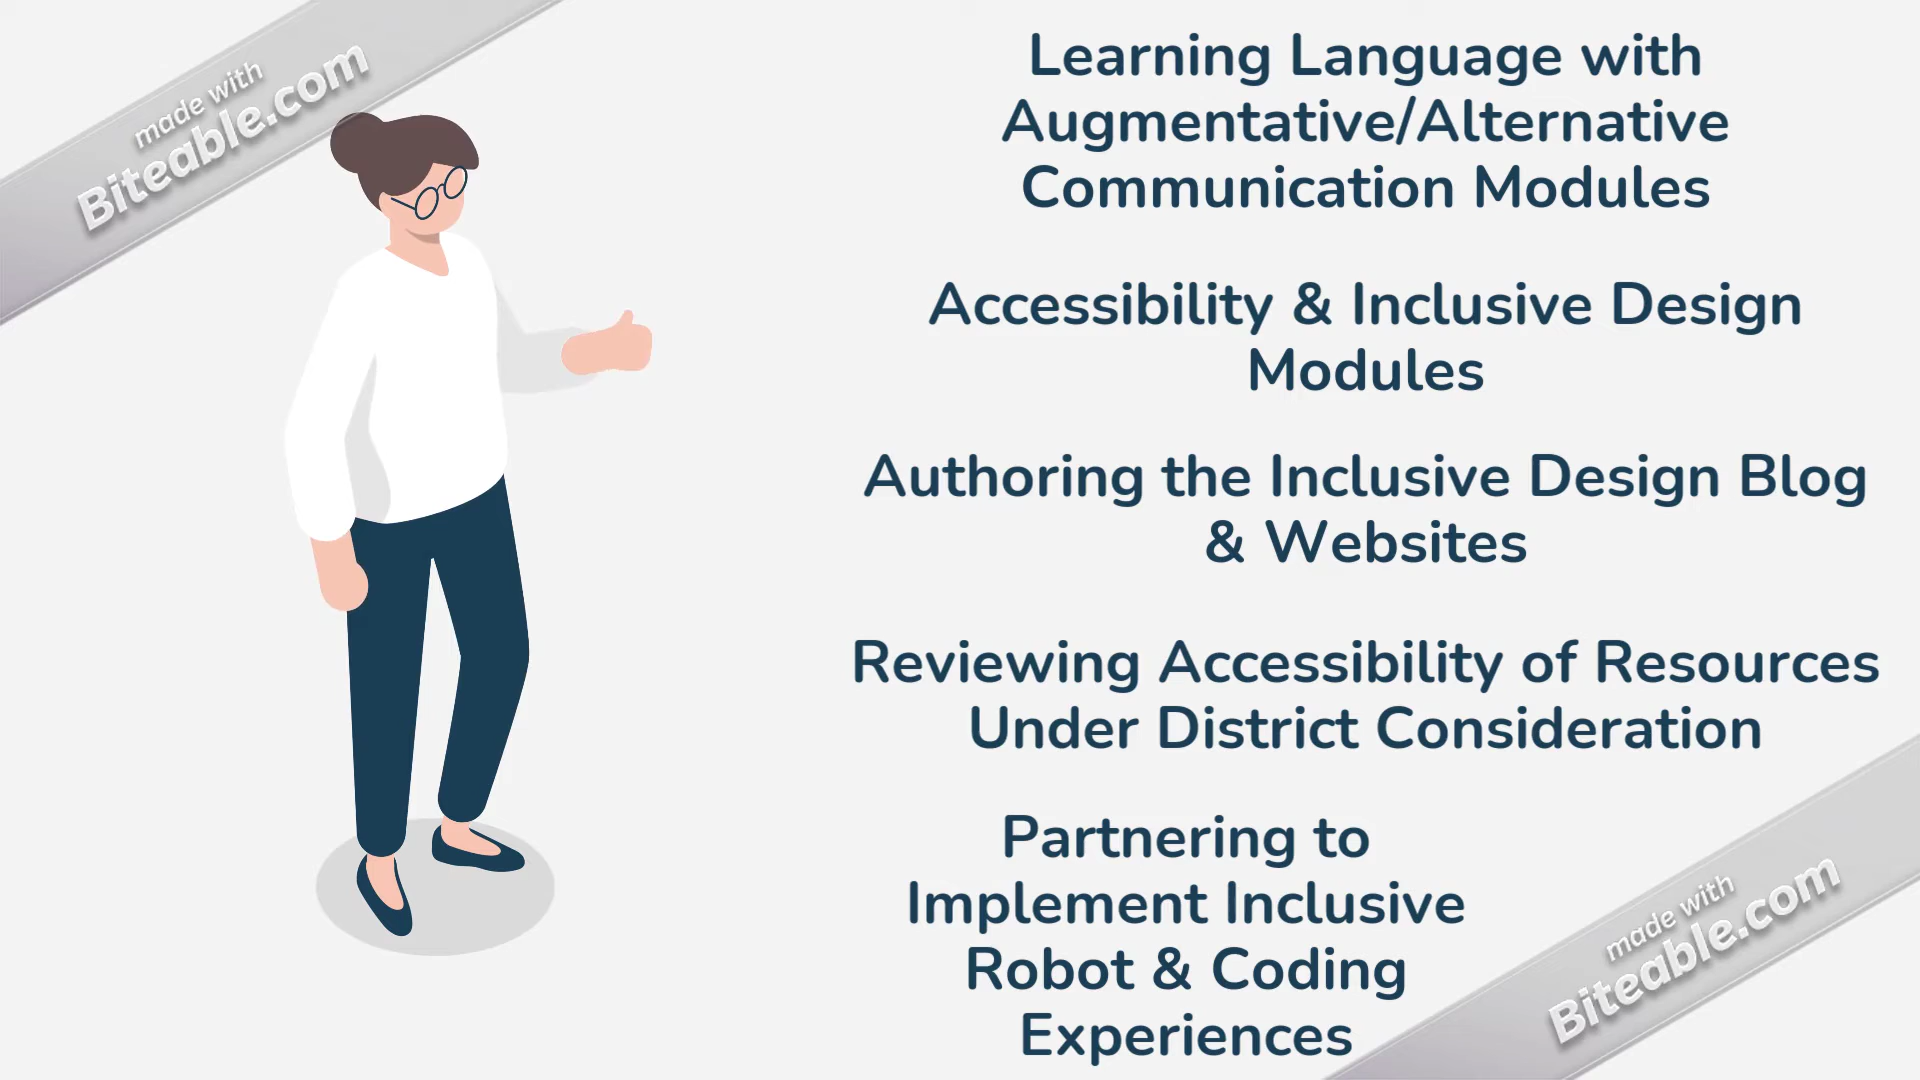 made with
Biteable.com
Learning Language with
Augmentative/Alternative
Communication Modules
Accessibility & Inclusive Design
Modules
Authoring the Inclusive Design Blog
& Websites
Reviewing Accessibility of Resources
Under District Consideration
Partnering to
Implement Inclusive
Robot & Coding
Experiences
made with
Biteable.com